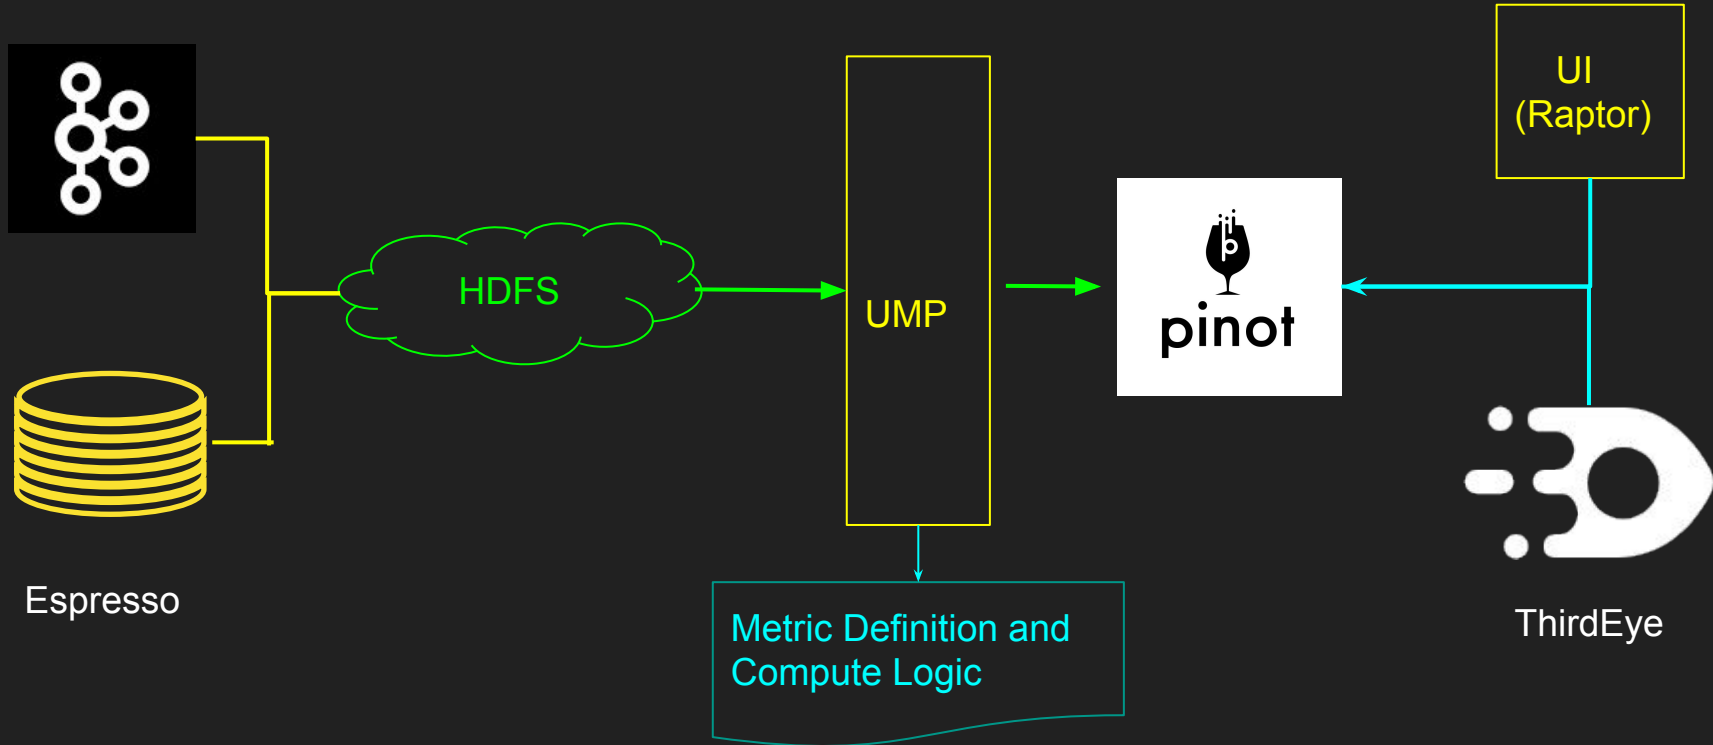 UI
(Raptor)
HDFS
UMP
pinot
Espresso
Metric Definition and
Compute Logic
ThirdEye